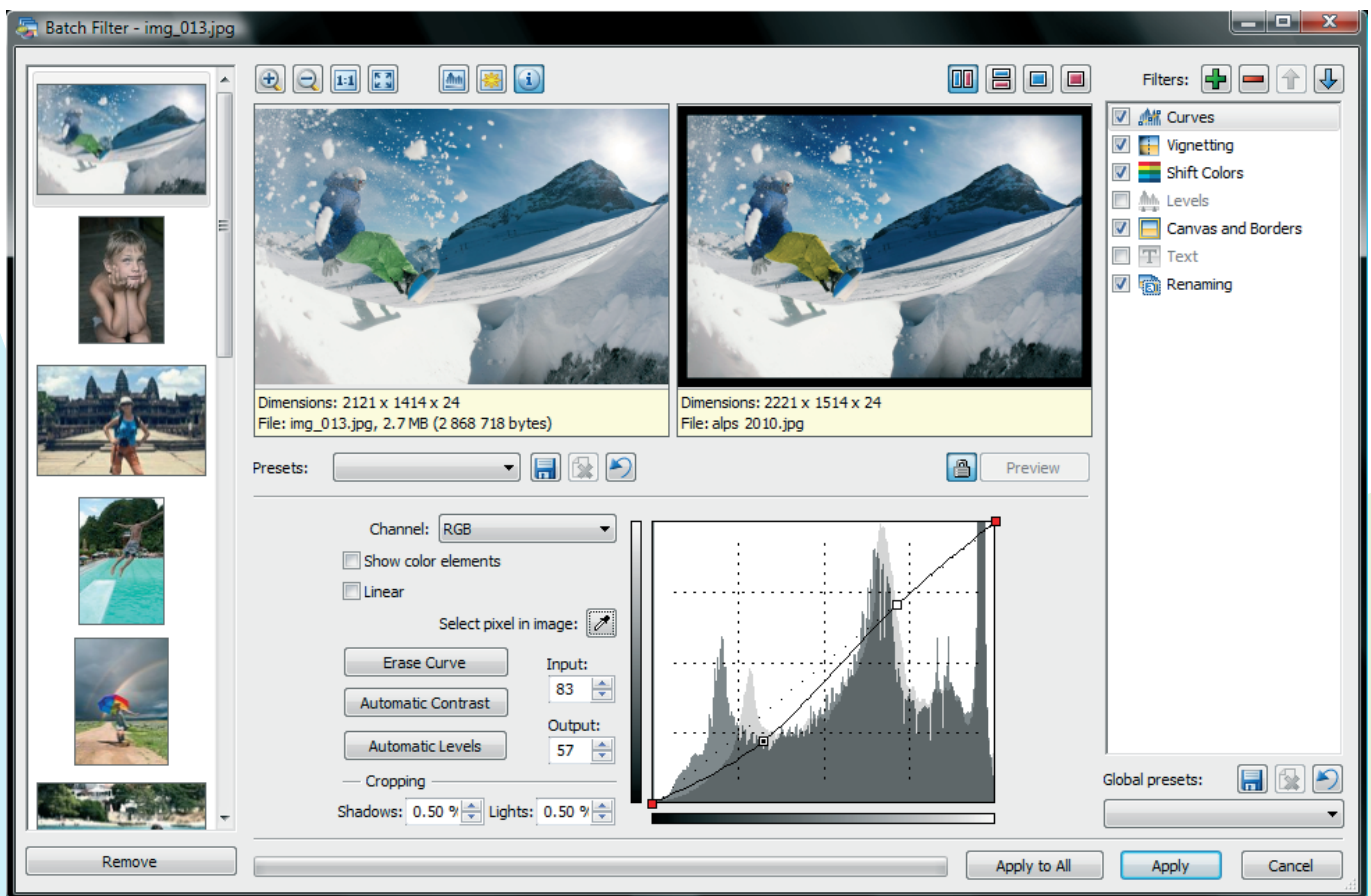 Batch Filter - img_013.jpg
1:1
Filters:
Curves
Vignetting
Shift Colors
Levels
Canvas and Borders
T Text
Renaming
Dimensions: 2121 x 1414 x 24
File: img_013.jpg, 2.7 MB (2 868 718 bytes)
Dimensions: 2221 x 1514 x 24
File: alps 2010.jpg
Presets:
Preview
Channel: RGB
Show color elements
Linear
Select pixel in image:
Erase Curve
Input:
83
Automatic Contrast
Output:
57
Automatic Levels
Cropping
Shadows: 0.50 % Lights: 0.50 %
Global presets:
Remove
Apply to All
Apply
Cancel